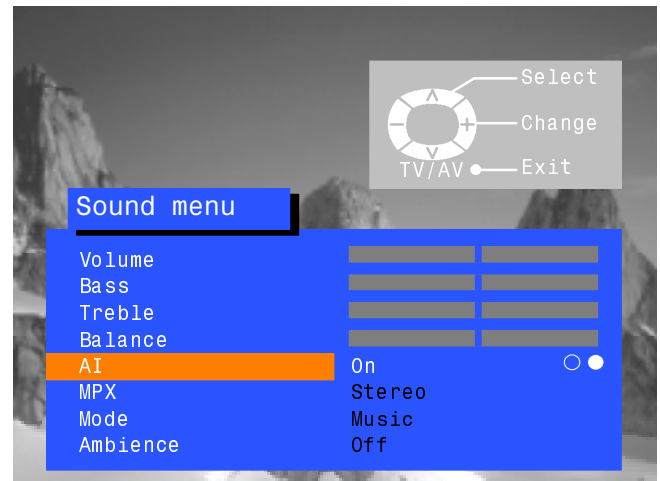 Select
Change
TV/AV Exit
Sound menu
Volume
Bass
Treble
Balance
AI On
MPX Stereo
Mode Music
Ambience Off